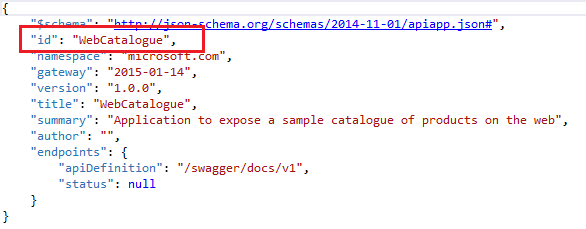 {
"$schema": "http://json-schema.org/schemas/2014-11-01/apiapp.json#",
"id": "WebCatalogue",
"namespace": "microsoft.com",
"gateway": "2015-01-14",
"version": "1.0.0",
"title": "WebCatalogue",
"summary": "Application to expose a sample catalogue of products on the web",
"author": "",
"endpoints": {
"apiDefinition": "/swagger/docs/v1",
"status": null
}
}